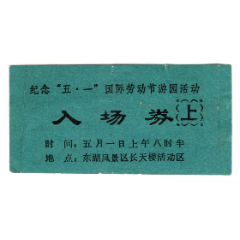 纪念“五·一”国际劳动节游园活动
入场券(上)
时间：五月一日上午八时半
地点：东湖风景区长天楼活动区